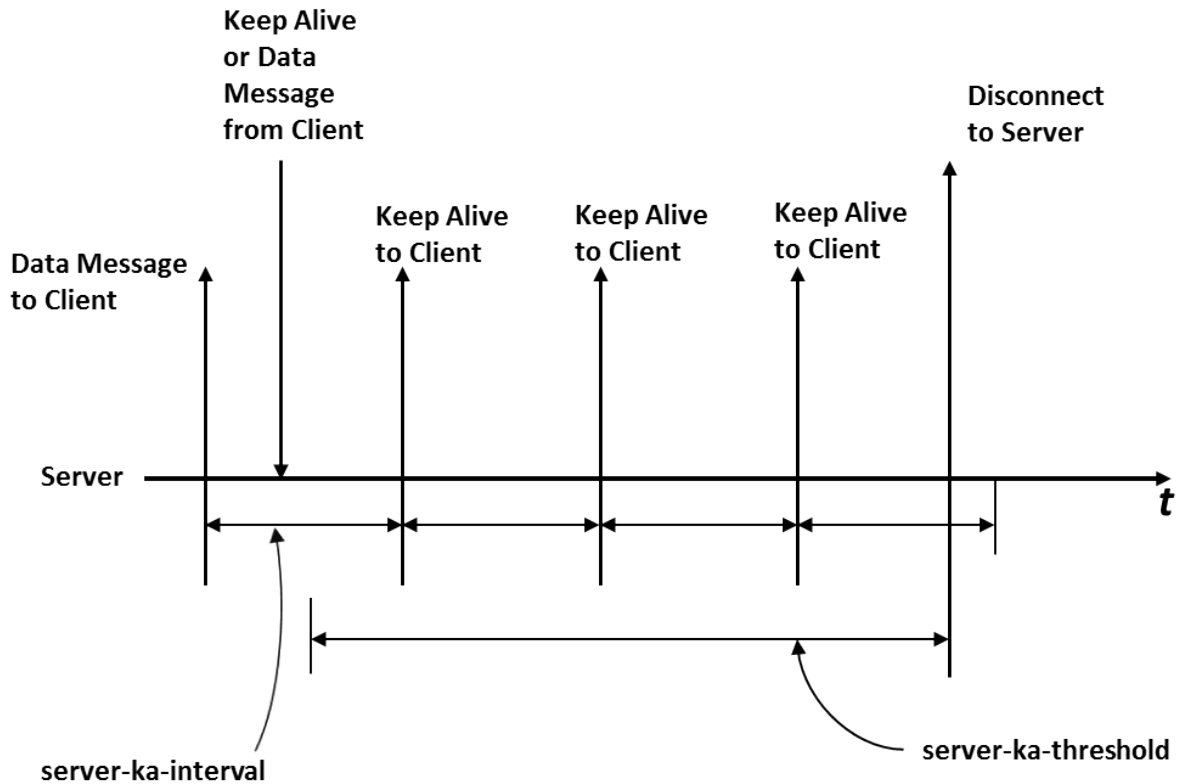 Keep Alive
or Data
Message
from Client
Disconnect
to Server
Keep Alive
to Client
Keep Alive
to Client
Keep Alive
to Client
Data Message
to Client
Server
t
server-ka-interval
server-ka-threshold